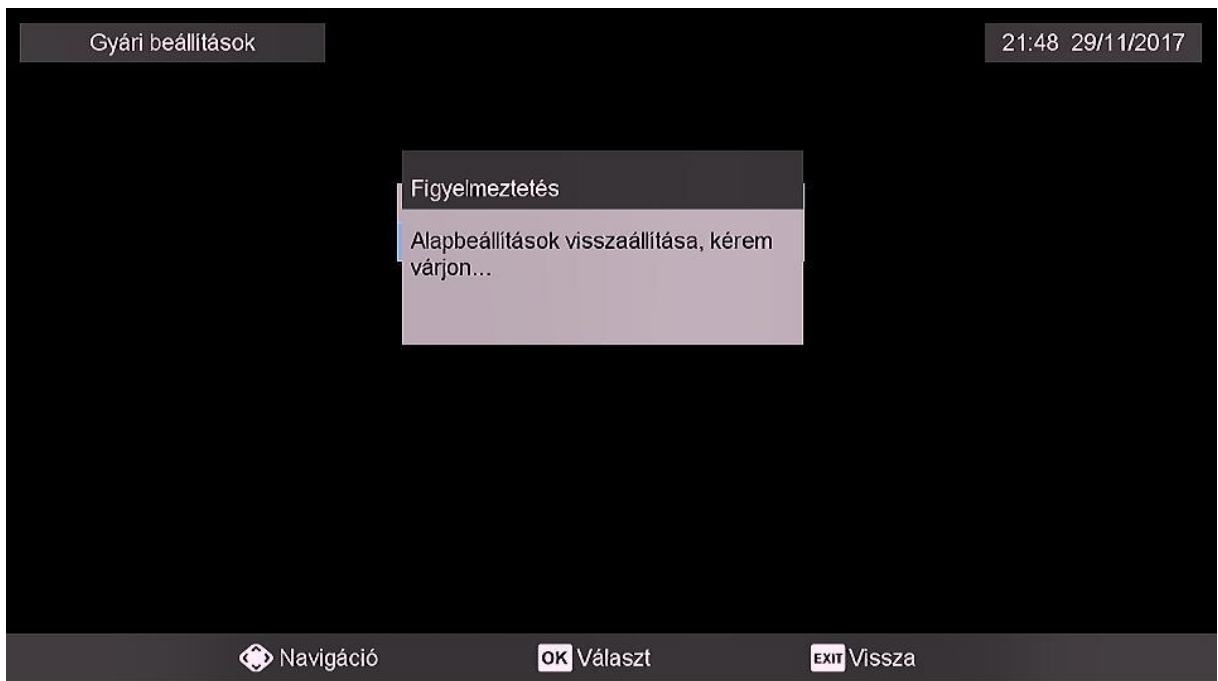 Gyári beállítások
21:48 29/11/2017
Figyelmeztetés
Alapbeállítások visszaállítása, kérem
várjon...
Navigáció
OK Választ
EXIT Vissza